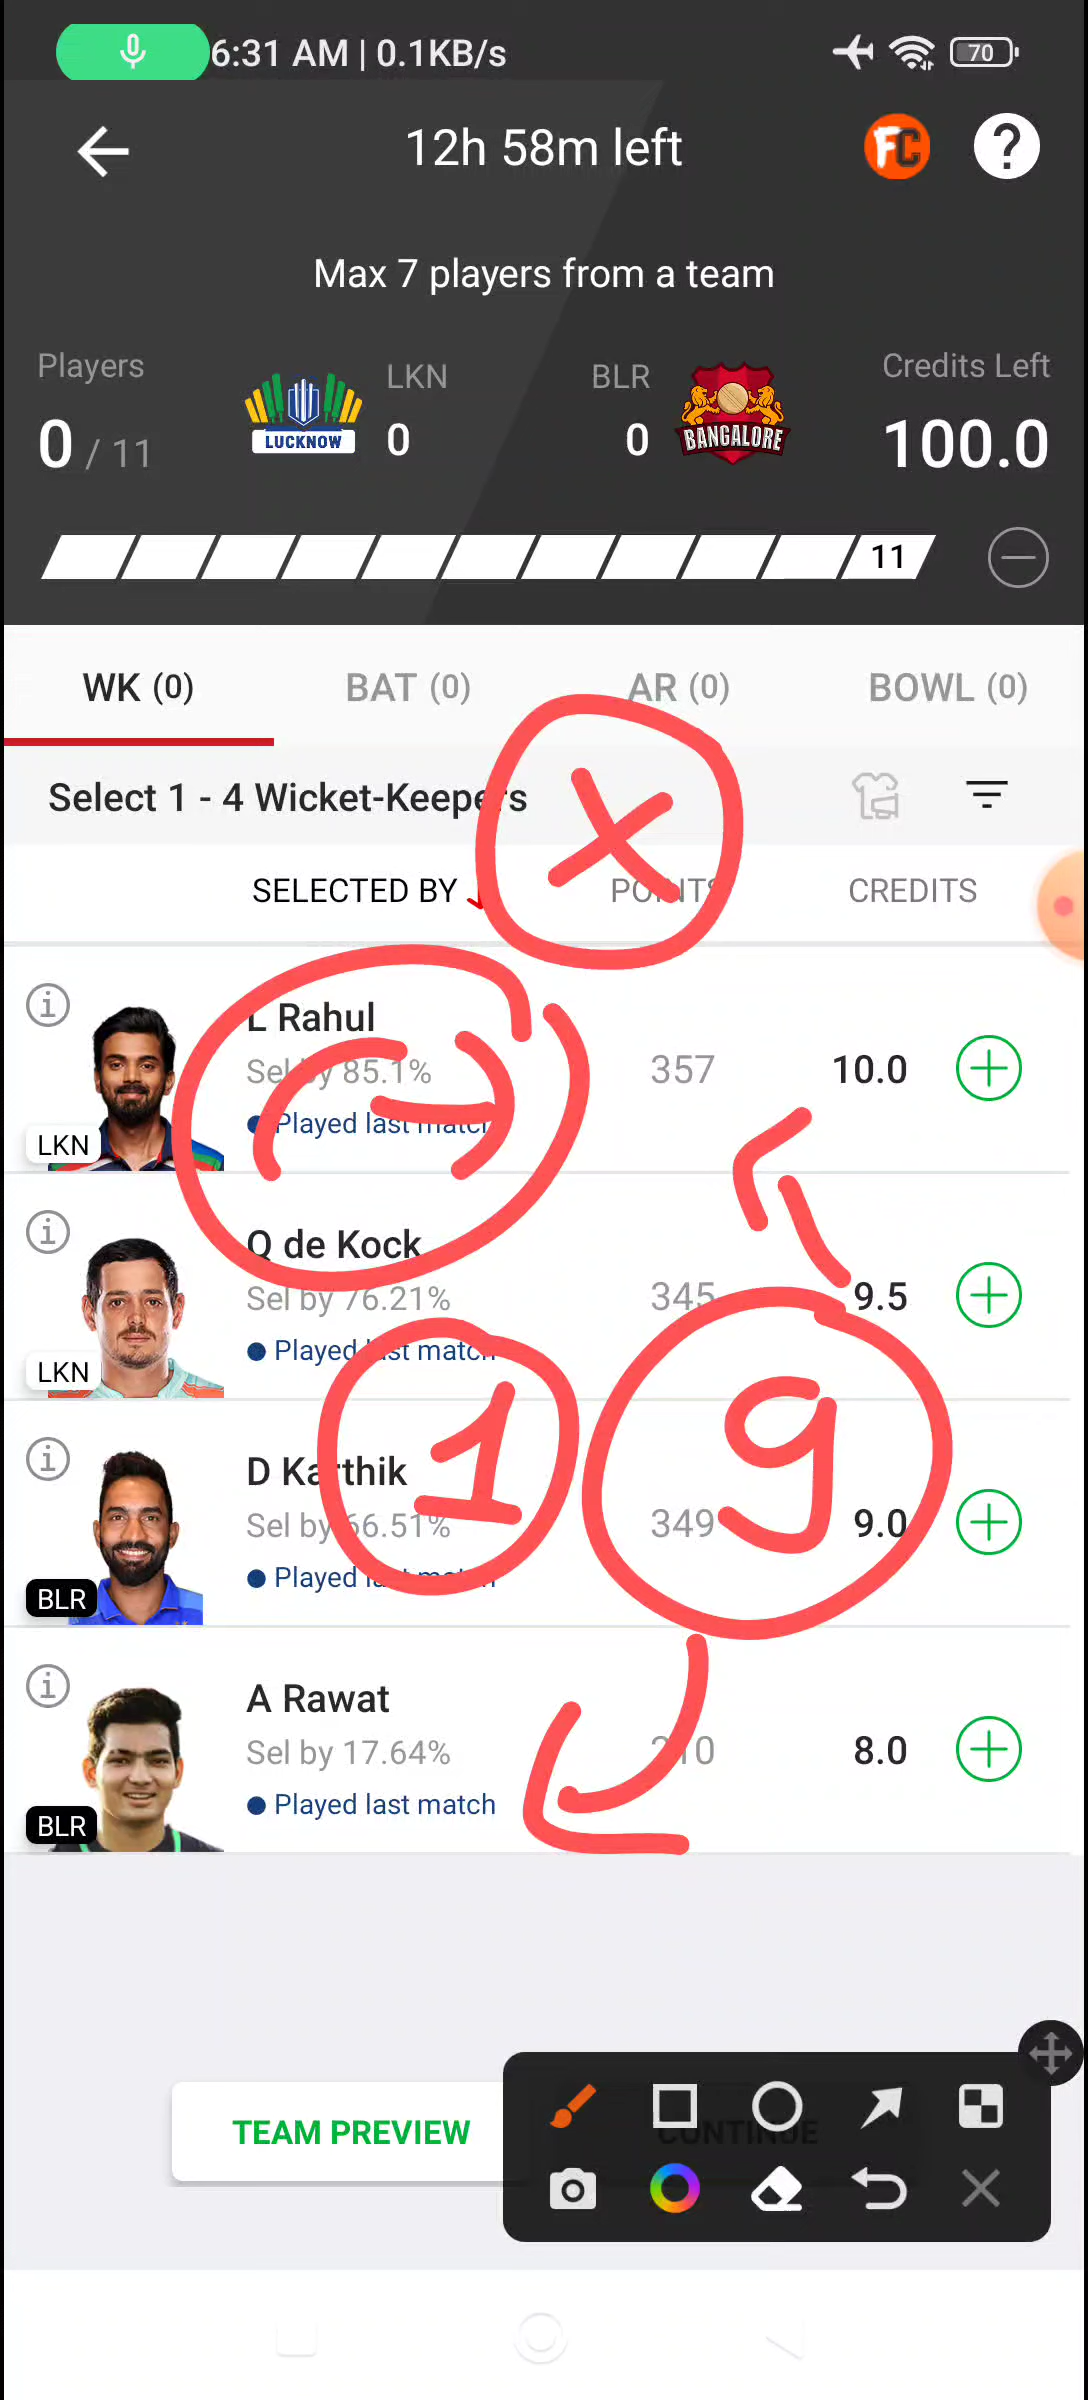 6:31 AM | 0.1KB/s
70
12h 58m left
FC
?
Max 7 players from a team
Players
LKN
BLR
Credits Left
0 / 11
LUCKNOW
0
0
BANGALORE
100.0
11
WK (0)
BAT (0)
AR (0)
BOWL (0)
Select 1 - 4 Wicket-Keepers
X
SELECTED BY
POINTS
CREDITS
L Rahul
Sel by 85.1%
357
10.0
Played last match
LKN
Q de Kock
Sel by 76.21%
345
9.5
Played last match
LKN
1
9
D Karthik
Sel by 66.51%
349
9.0
Played last match
BLR
A Rawat
Sel by 17.64%
210
8.0
Played last match
BLR
TEAM PREVIEW
CONTINUE